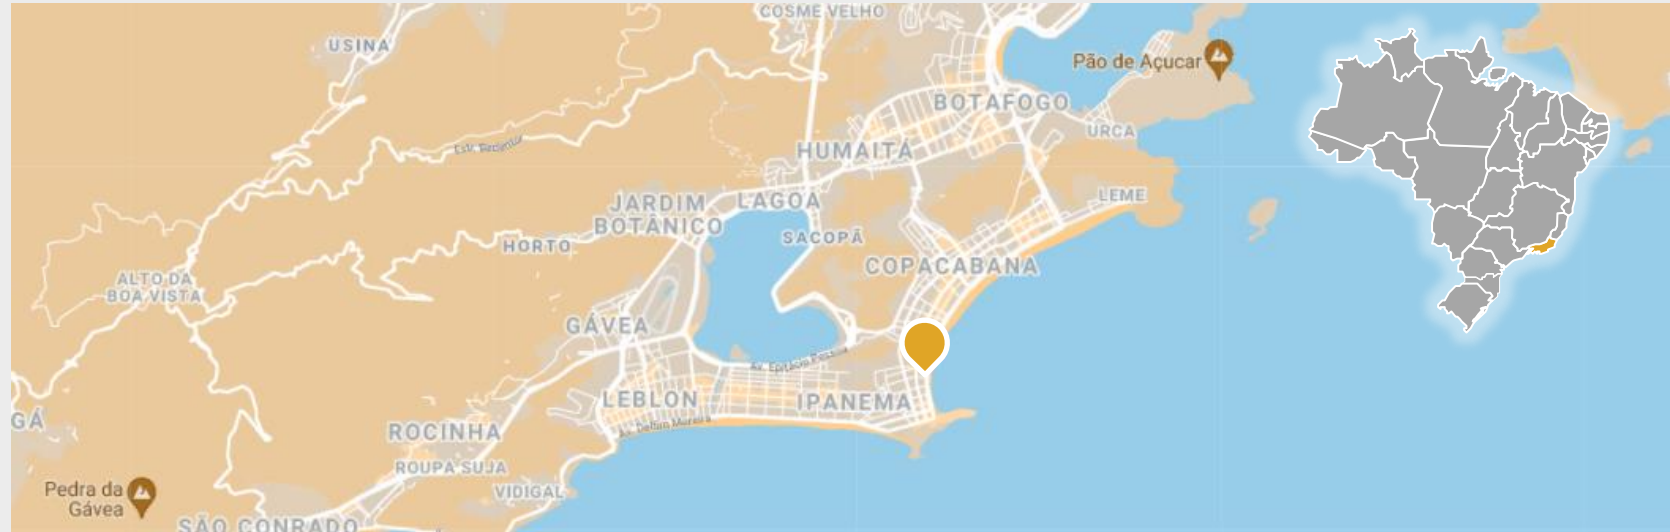 COSME VELHO
USINA
Pão de Açucar
BOTAFOGO
URCA
HUMAITÁ
LEME
JARDIM
BOTÂNICO
LAGOA
SACOPÃ
HORTO
COPACABANA
ALTO DA
BOA VISTA
GÁVEA
Av. Epitácio Pessoa
LEBLON
IPANEMA
GÁ
Av. Delfim Moreira
ROCINHA
ROUPA SUJA
VIDIGAL
Pedra da
Gávea
SÃO CONRADO